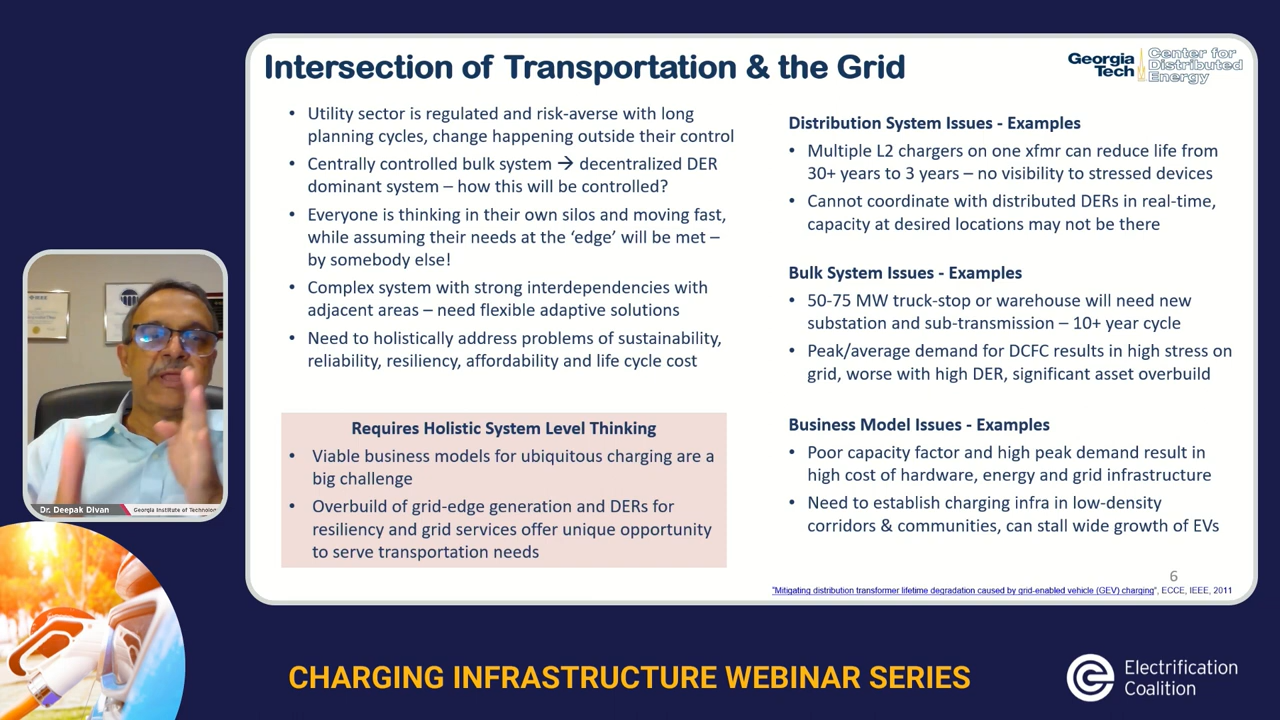 Intersection of Transportation & the Grid
Georgia
Tech
Center for
Distributed
Energy
• Utility sector is regulated and risk-averse with long
planning cycles, change happening outside their control
• Centrally controlled bulk system → decentralized DER
dominant system – how this will be controlled?
• Everyone is thinking in their own silos and moving fast,
while assuming their needs at the ‘edge’ will be met –
by somebody else!
• Complex system with strong interdependencies with
adjacent areas – need flexible adaptive solutions
• Need to holistically address problems of sustainability,
reliability, resiliency, affordability and life cycle cost
Requires Holistic System Level Thinking
• Viable business models for ubiquitous charging are a
big challenge
• Overbuild of grid-edge generation and DERs for
resiliency and grid services offer unique opportunity
to serve transportation needs
Distribution System Issues - Examples
• Multiple L2 chargers on one xfmr can reduce life from
30+ years to 3 years – no visibility to stressed devices
• Cannot coordinate with distributed DERs in real-time,
capacity at desired locations may not be there
Bulk System Issues - Examples
• 50-75 MW truck-stop or warehouse will need new
substation and sub-transmission – 10+ year cycle
• Peak/average demand for DCFC results in high stress on
grid, worse with high DER, significant asset overbuild
Business Model Issues - Examples
• Poor capacity factor and high peak demand result in
high cost of hardware, energy and grid infrastructure
• Need to establish charging infra in low-density
corridors & communities, can stall wide growth of EVs
6
"Mitigating distribution transformer lifetime degradation caused by grid-enabled vehicle (GEV) charging", ECCE, IEEE, 2011
IEEE
Dr. Deepak Divan
Georgia Institute of Technolog
CHARGING INFRASTRUCTURE WEBINAR SERIES
Electrification
Coalition